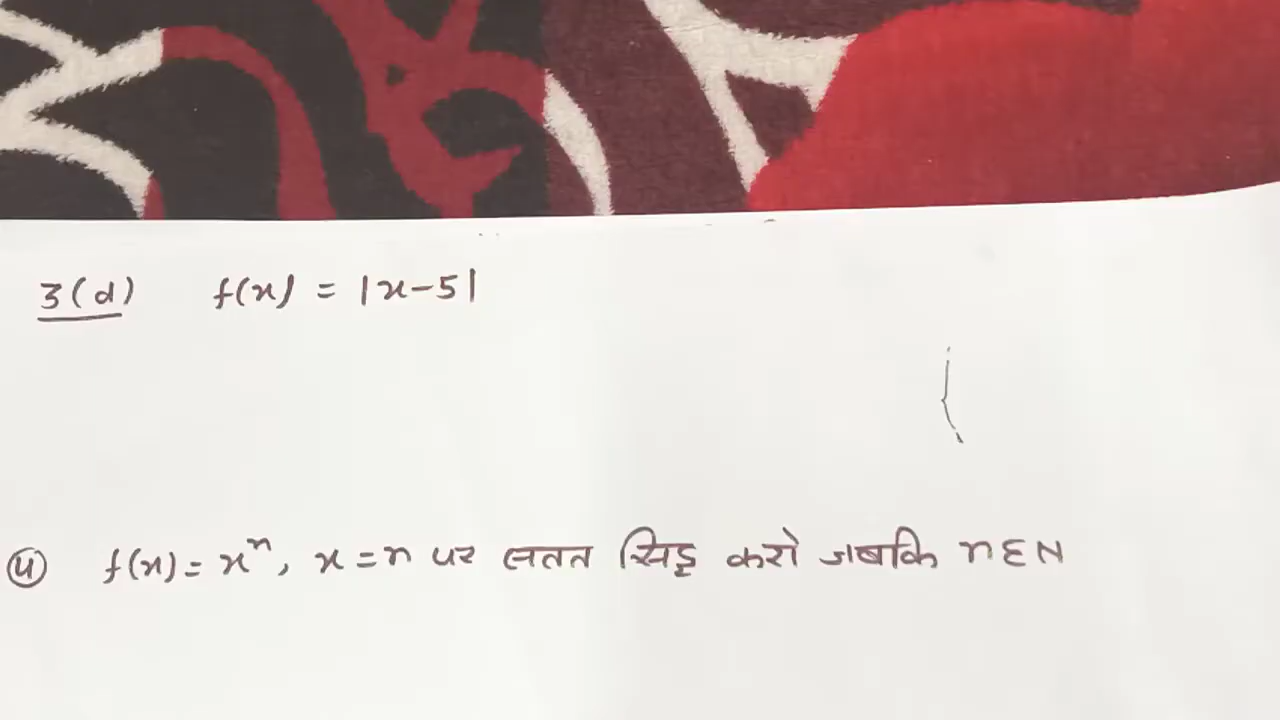 3(d) f(x) = |x-5|
④ f(x) = xⁿ, x = n पर सतत सिद्ध करो जबकि n ∈ N